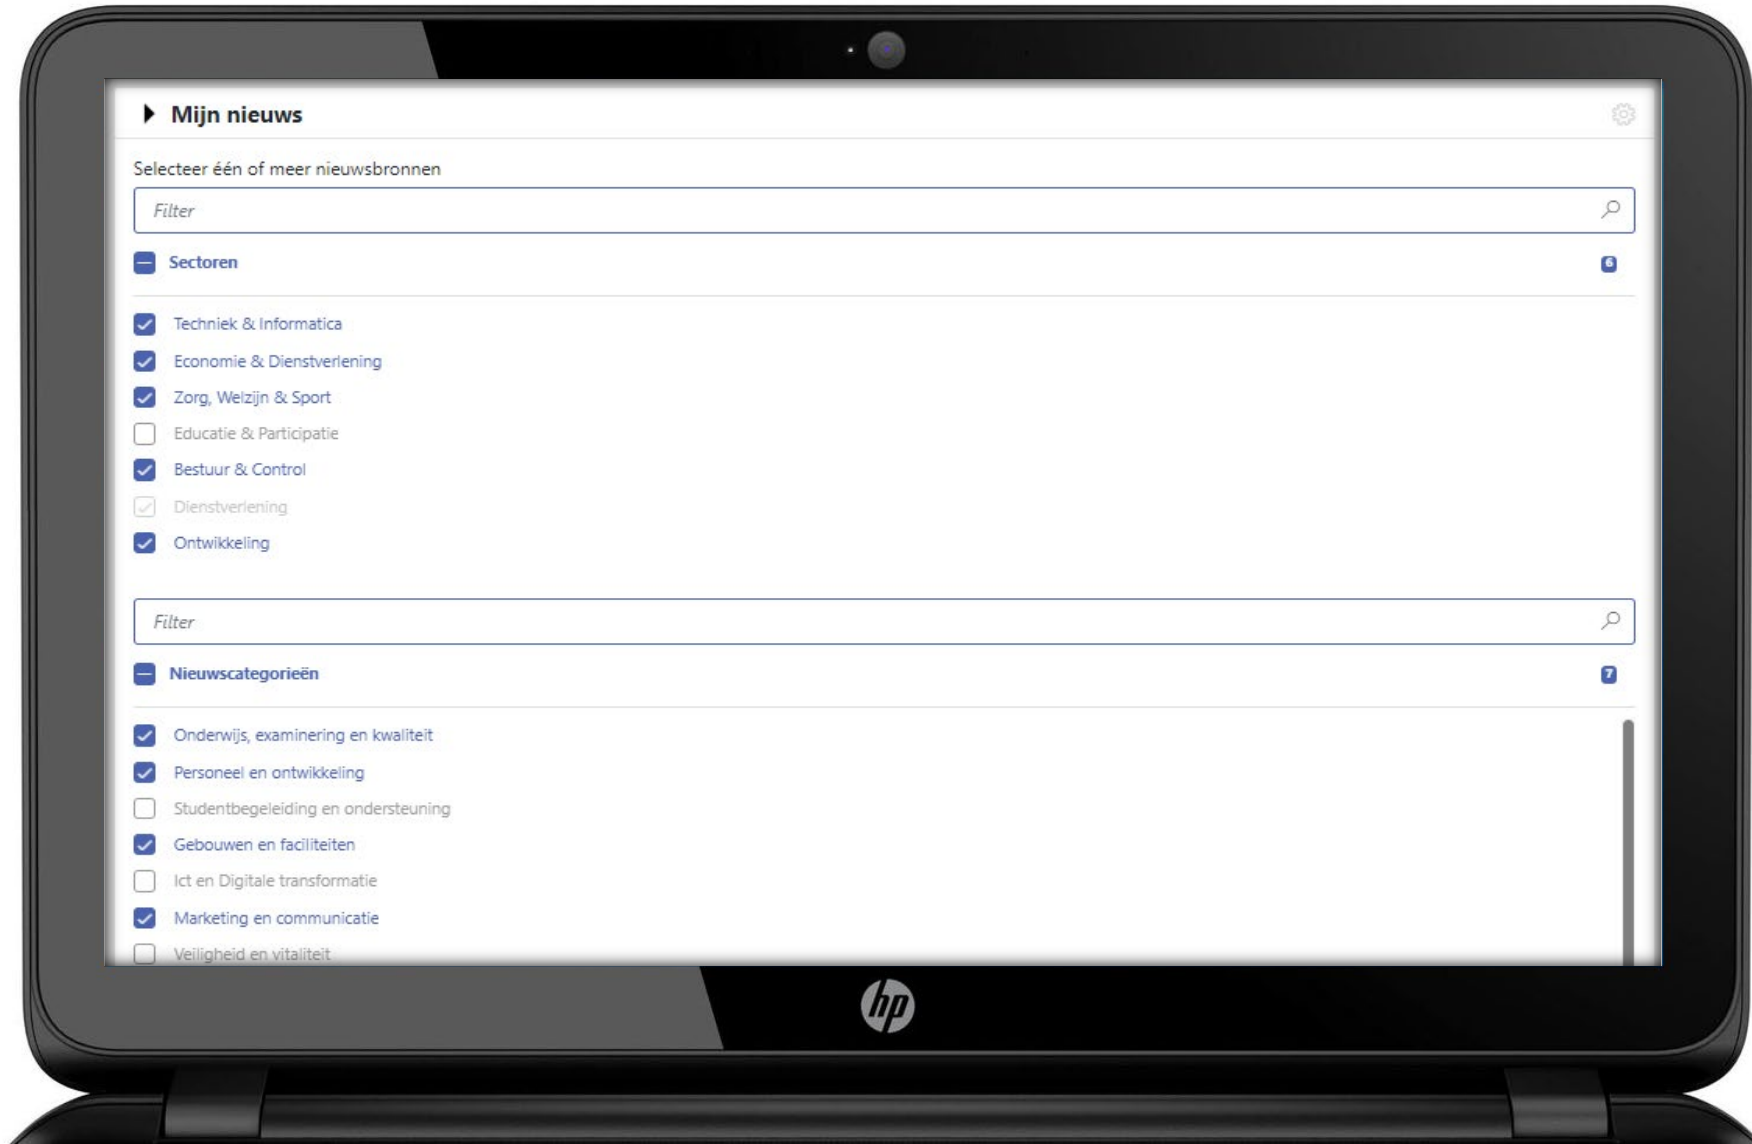 Mijn nieuws
Selecteer één of meer nieuwsbronnen
Filter
Sectoren 6
Techniek & Informatica
Economie & Dienstverlening
Zorg, Welzijn & Sport
Educatie & Participatie
Bestuur & Control
Dienstverlening
Ontwikkeling
Filter
Nieuwscategorieën 7
Onderwijs, examinering en kwaliteit
Personeel en ontwikkeling
Studentbegeleiding en ondersteuning
Gebouwen en faciliteiten
Ict en Digitale transformatie
Marketing en communicatie
Veiligheid en vitaliteit
hp